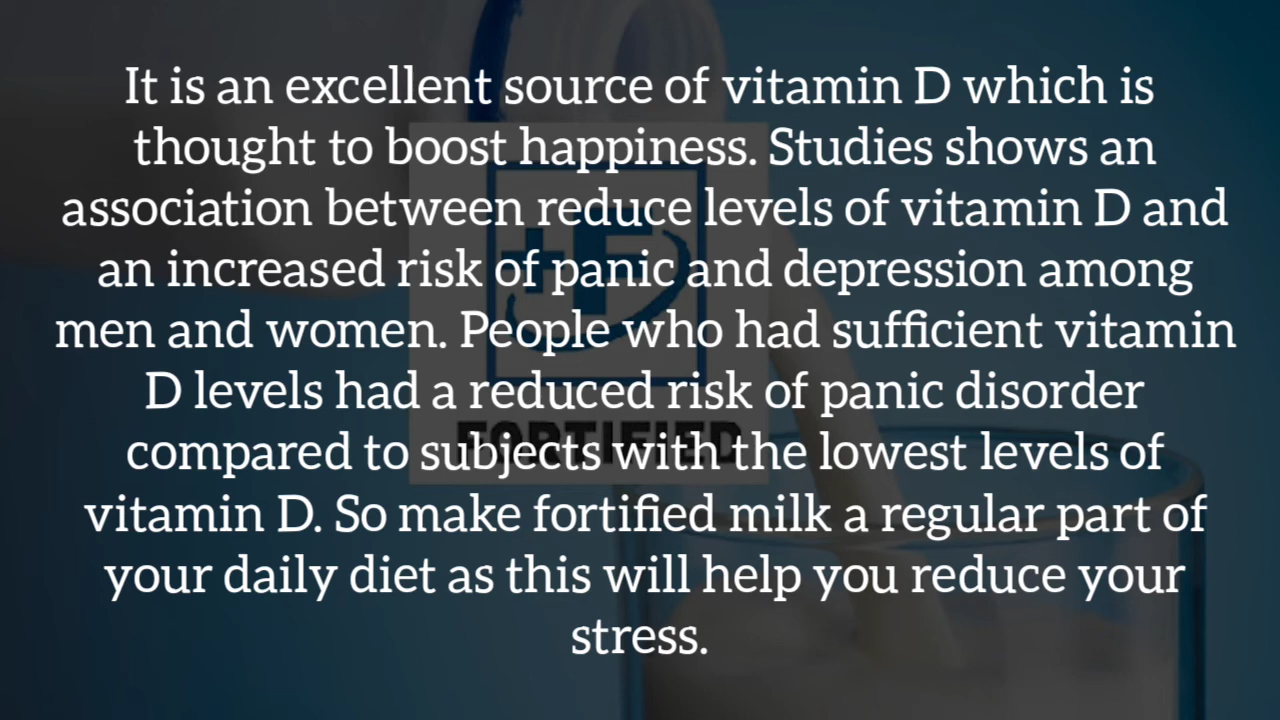 It is an excellent source of vitamin D which is
thought to boost happiness. Studies shows an
association between reduce levels of vitamin D and
an increased risk of panic and depression among
men and women. People who had sufficient vitamin
D levels had a reduced risk of panic disorder
compared to subjects with the lowest levels of
vitamin D. So make fortified milk a regular part of
your daily diet as this will help you reduce your
stress.
+F
FORTIFIED